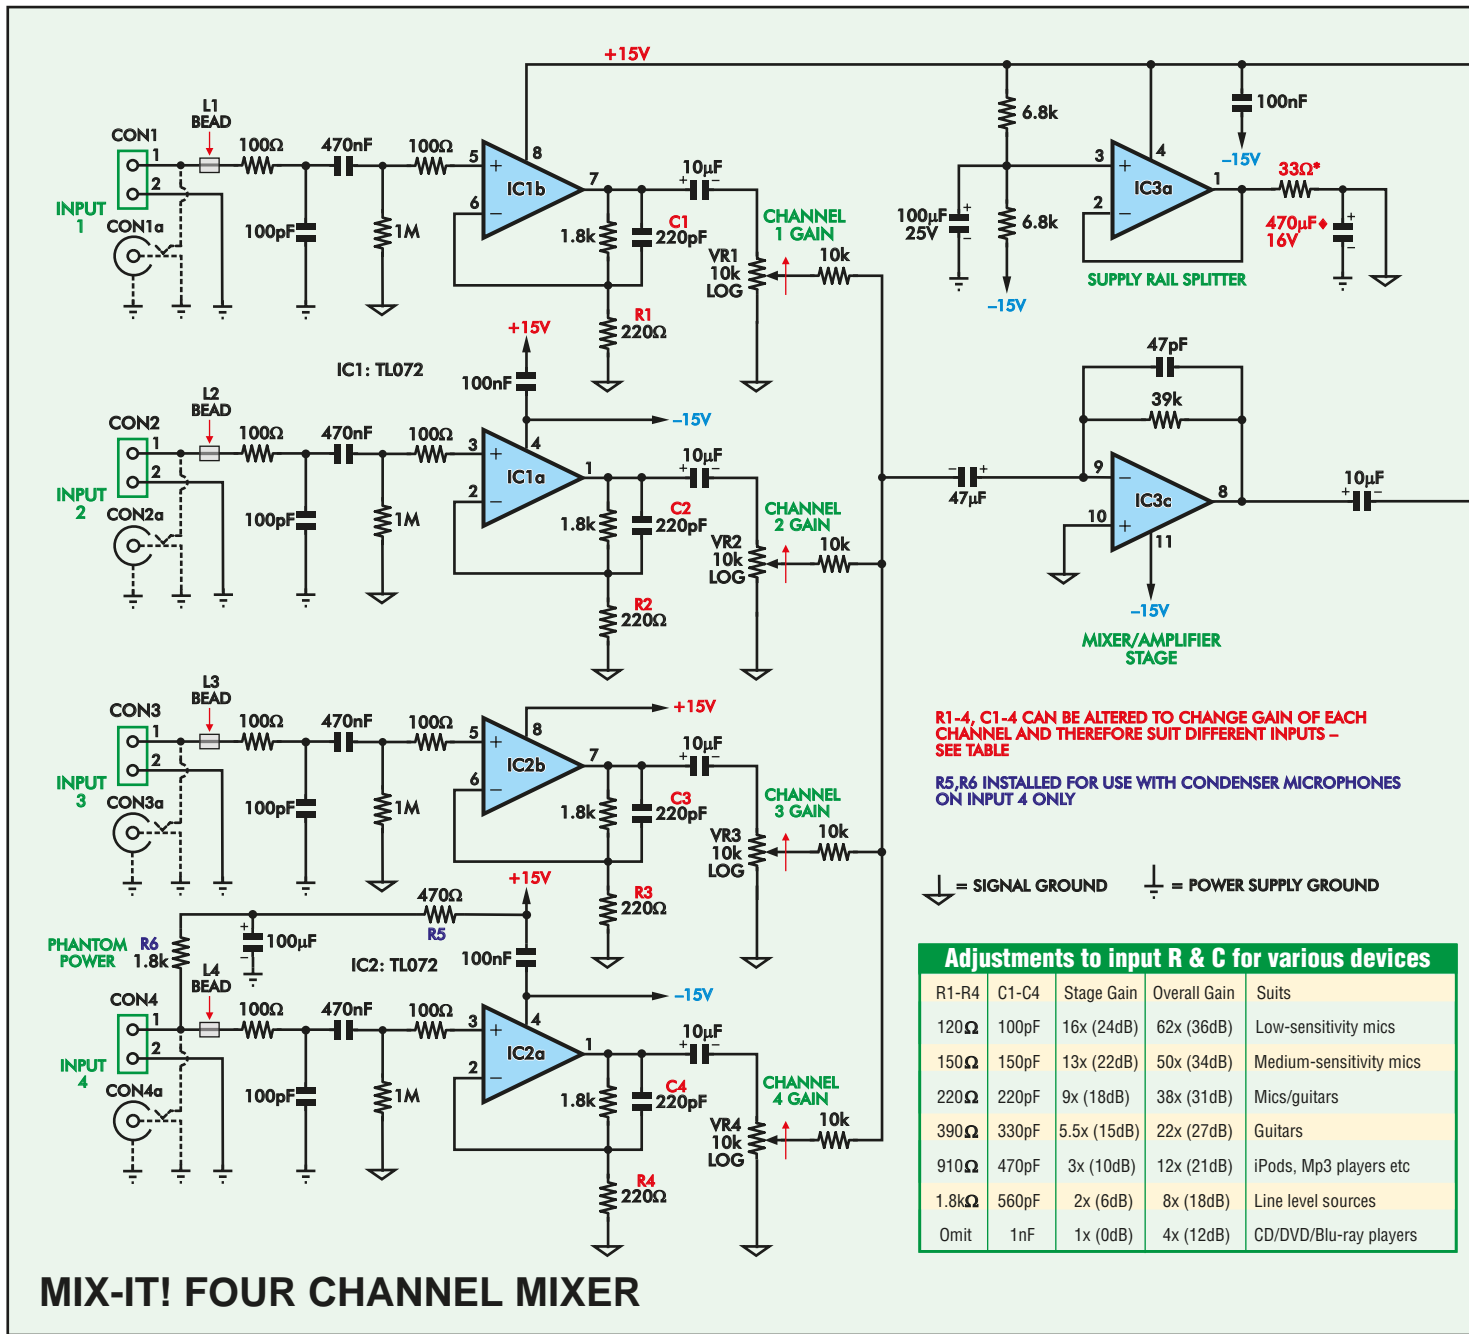 +15V
L1
BEAD
CON1
1
2
INPUT
1
CON1a
100Ω
470nF
100Ω
100pF
1M
5
6
8
7
+
–
IC1b
1.8k
C1
220pF
R1
220Ω
10µF
+
–
VR1
10k
LOG
CHANNEL
1 GAIN
10k
6.8k
6.8k
100µF
25V
+
–
–15V
3
2
4
1
+
–
IC3a
100nF
–15V
33Ω*
470µF♦
16V
+
–
SUPPLY RAIL SPLITTER
IC1: TL072
+15V
100nF
–15V
L2
BEAD
CON2
1
2
INPUT
2
CON2a
100Ω
470nF
100Ω
100pF
1M
3
2
4
1
+
–
IC1a
1.8k
C2
220pF
R2
220Ω
10µF
+
–
VR2
10k
LOG
CHANNEL
2 GAIN
10k
–
+
47µF
47pF
39k
9
10
8
11
–
+
IC3c
–15V
10µF
+
–
MIXER/AMPLIFIER
STAGE
L3
BEAD
CON3
1
2
INPUT
3
CON3a
100Ω
470nF
100Ω
100pF
1M
5
6
8
7
+
–
IC2b
+15V
1.8k
C3
220pF
R3
220Ω
10µF
+
–
VR3
10k
LOG
CHANNEL
3 GAIN
10k
R1-4, C1-4 CAN BE ALTERED TO CHANGE GAIN OF EACH
CHANNEL AND THEREFORE SUIT DIFFERENT INPUTS –
SEE TABLE
R5,R6 INSTALLED FOR USE WITH CONDENSER MICROPHONES
ON INPUT 4 ONLY
= SIGNAL GROUND
= POWER SUPPLY GROUND
+15V
470Ω
R5
PHANTOM
POWER
R6
1.8k
+
–
100µF
IC2: TL072
100nF
–15V
L4
BEAD
CON4
1
2
INPUT
4
CON4a
100Ω
470nF
100Ω
100pF
1M
3
2
4
1
+
–
IC2a
1.8k
C4
220pF
R4
220Ω
10µF
+
–
VR4
10k
LOG
CHANNEL
4 GAIN
10k
Adjustments to input R & C for various devices
R1-R4 C1-C4 Stage Gain Overall Gain Suits
120Ω 100pF 16x (24dB) 62x (36dB) Low-sensitivity mics
150Ω 150pF 13x (22dB) 50x (34dB) Medium-sensitivity mics
220Ω 220pF 9x (18dB) 38x (31dB) Mics/guitars
390Ω 330pF 5.5x (15dB) 22x (27dB) Guitars
910Ω 470pF 3x (10dB) 12x (21dB) iPods, Mp3 players etc
1.8kΩ 560pF 2x (6dB) 8x (18dB) Line level sources
Omit 1nF 1x (0dB) 4x (12dB) CD/DVD/Blu-ray players
MIX-IT! FOUR CHANNEL MIXER